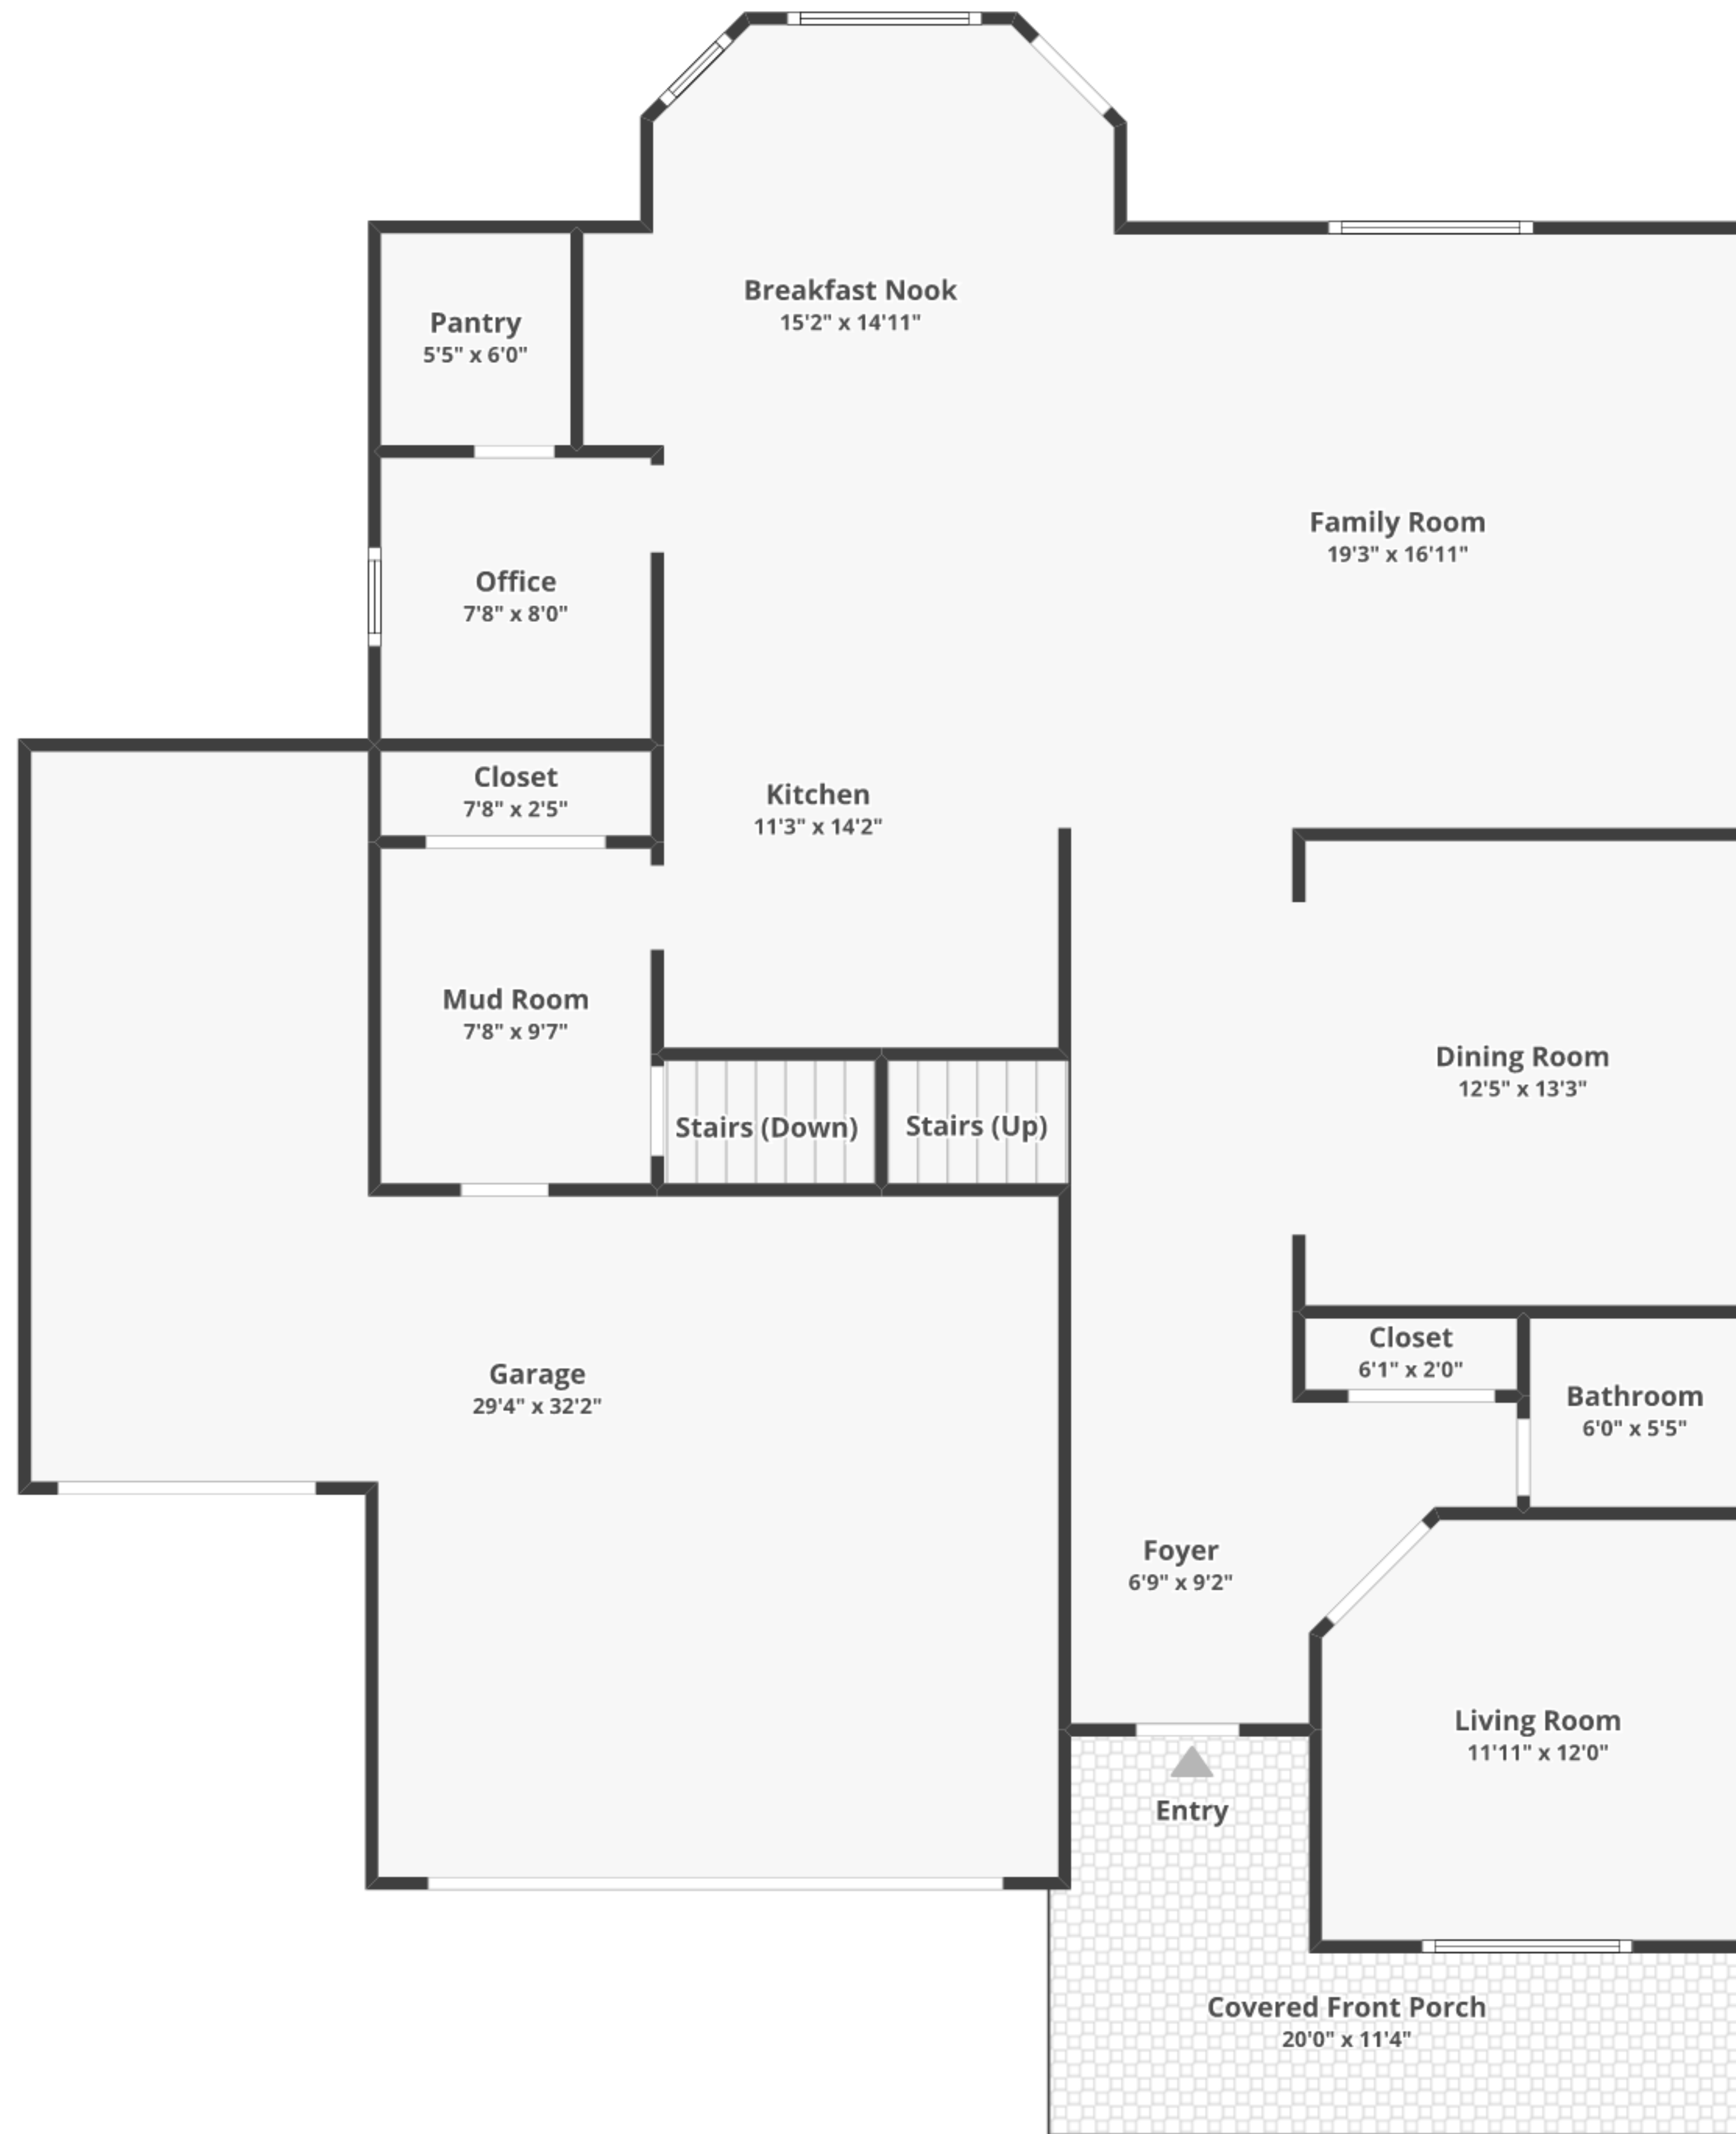 Breakfast Nook
15'2" x 14'11"
Pantry
5'5" x 6'0"
Family Room
19'3" x 16'11"
Office
7'8" x 8'0"
Closet
7'8" x 2'5"
Kitchen
11'3" x 14'2"
Mud Room
7'8" x 9'7"
Dining Room
12'5" x 13'3"
Stairs (Down)
Stairs (Up)
Closet
6'1" x 2'0"
Garage
29'4" x 32'2"
Bathroom
6'0" x 5'5"
Foyer
6'9" x 9'2"
Living Room
11'11" x 12'0"
Entry
Covered Front Porch
20'0" x 11'4"